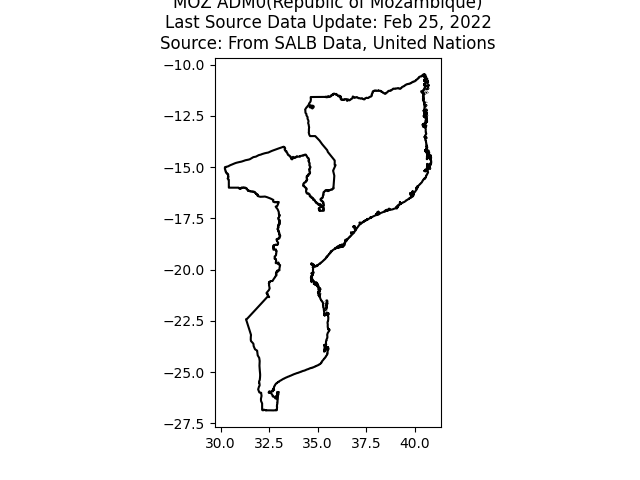 MOZ ADM0(Republic of Mozambique)
Last Source Data Update: Feb 25, 2022
Source: From SALB Data, United Nations
−10.0
−12.5
−15.0
−17.5
−20.0
−22.5
−25.0
−27.5
30.0 32.5 35.0 37.5 40.0